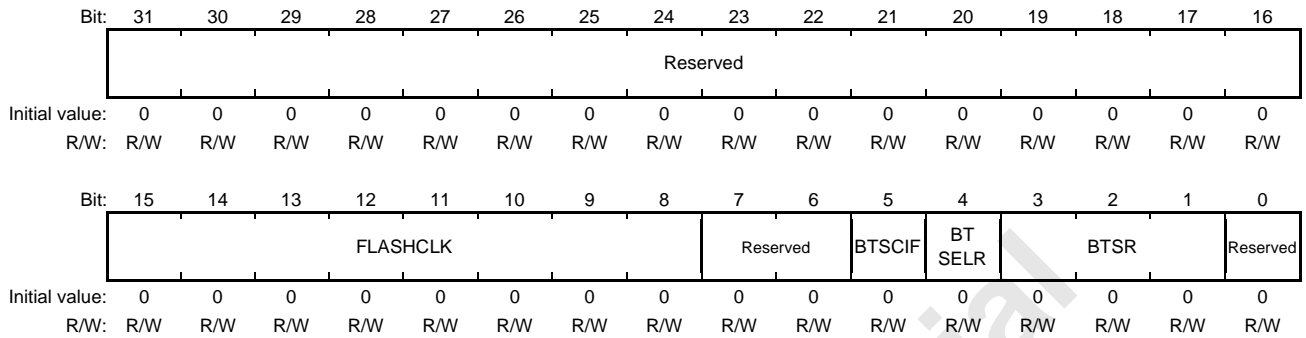 Bit: 31 30 29 28 27 26 25 24 23 22 21 20 19 18 17 16
Reserved
Initial value: 0 0 0 0 0 0 0 0 0 0 0 0 0 0 0 0
R/W: R/W R/W R/W R/W R/W R/W R/W R/W R/W R/W R/W R/W R/W R/W R/W R/W
Bit: 15 14 13 12 11 10 9 8 7 6 5 4 3 2 1 0
FLASHCLK Reserved BTSCIF BT SELR BTSR Reserved
Initial value: 0 0 0 0 0 0 0 0 0 0 0 0 0 0 0 0
R/W: R/W R/W R/W R/W R/W R/W R/W R/W R/W R/W R/W R/W R/W R/W R/W R/W